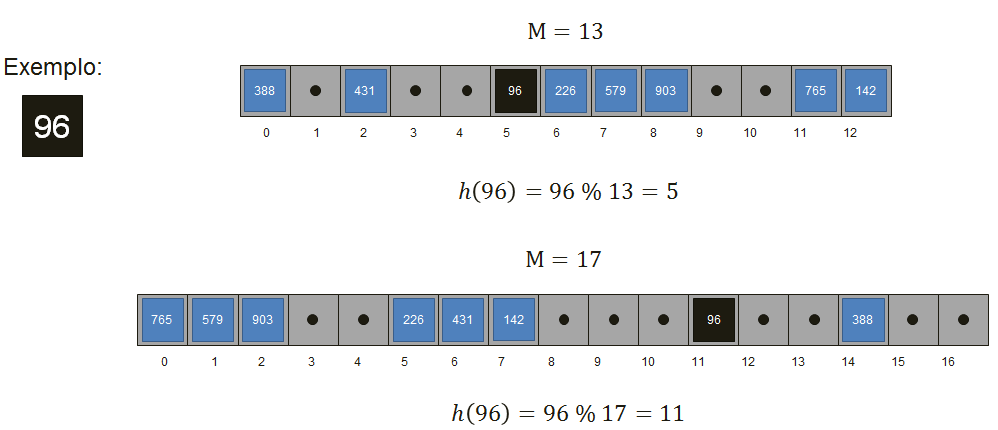 M = 13
Exemplo:
96
388 431 96 226 579 903 765 142
0 1 2 3 4 5 6 7 8 9 10 11 12
h(96) = 96 % 13 = 5
M = 17
765 579 903 226 431 142 96 388
0 1 2 3 4 5 6 7 8 9 10 11 12 13 14 15 16
h(96) = 96 % 17 = 11